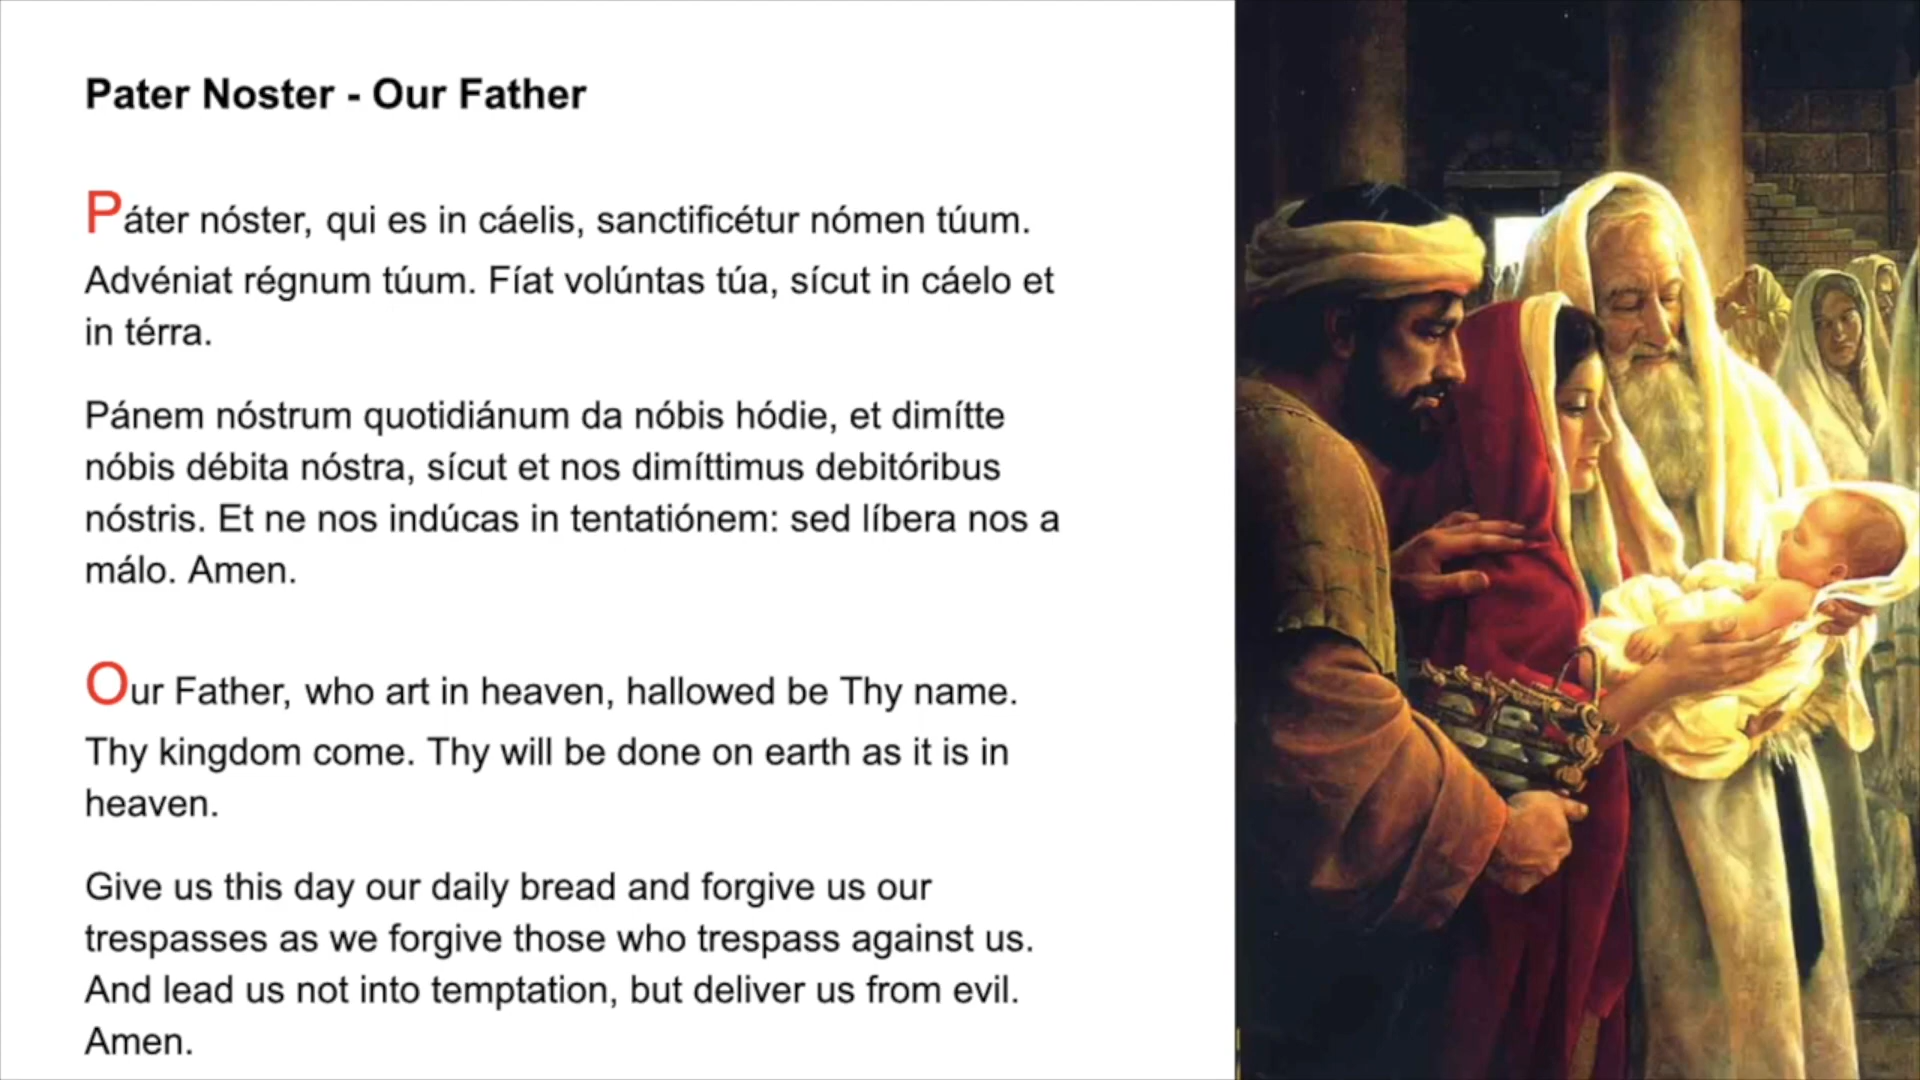 Pater Noster - Our Father
Páter nóster, qui es in cáelis, sanctificétur nómen túum.
Advéniat régnum túum. Fíat volúntas túa, sícut in cáelo et
in térra.
Pánem nóstrum quotidiánum da nóbis hódie, et dimítte
nóbis débita nóstra, sícut et nos dimíttimus debitóribus
nóstris. Et ne nos indúcas in tentatiónem: sed líbera nos a
málo. Amen.
Our Father, who art in heaven, hallowed be Thy name.
Thy kingdom come. Thy will be done on earth as it is in
heaven.
Give us this day our daily bread and forgive us our
trespasses as we forgive those who trespass against us.
And lead us not into temptation, but deliver us from evil.
Amen.